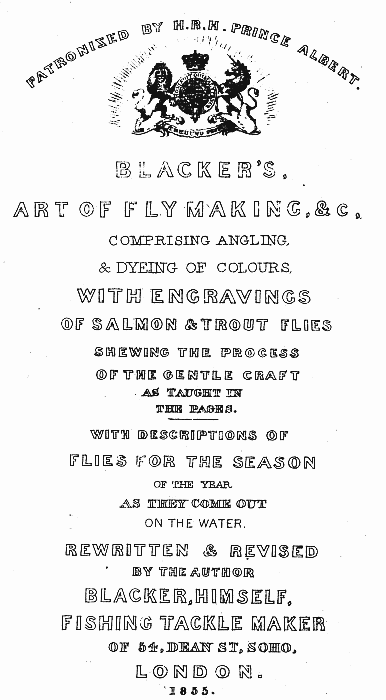 PATRONIZED BY H.R.H. PRINCE ALBERT.
BLACKER'S,
ART OF FLY MAKING, &c,
COMPRISING ANGLING,
& DYEING OF COLOURS,
WITH ENGRAVINGS
OF SALMON & TROUT FLIES
SHEWING THE PROCESS
OF THE GENTLE CRAFT
AS TAUGHT IN
THE PAGES.
WITH DESCRIPTIONS OF
FLIES FOR THE SEASON
OF THE YEAR
AS THEY COME OUT
ON THE WATER.
REWRITTEN & REVISED
BY THE AUTHOR
BLACKER, HIMSELF,
FISHING TACKLE MAKER
OF 54, DEAN ST, SOHO,
LONDON.
1855.